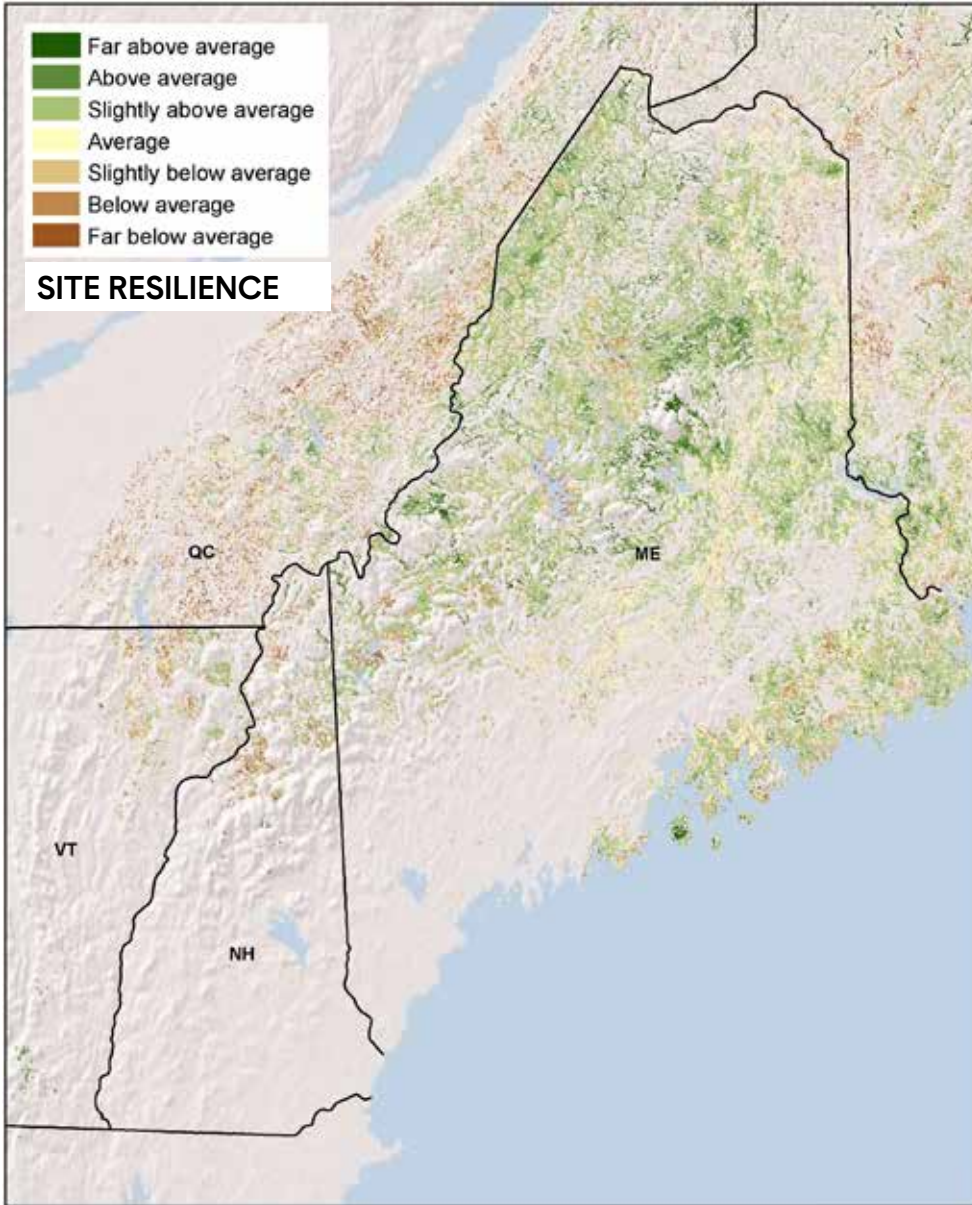 Far above average
Above average
Slightly above average
Average
Slightly below average
Below average
Far below average
SITE RESILIENCE
QC
ME
VT
NH